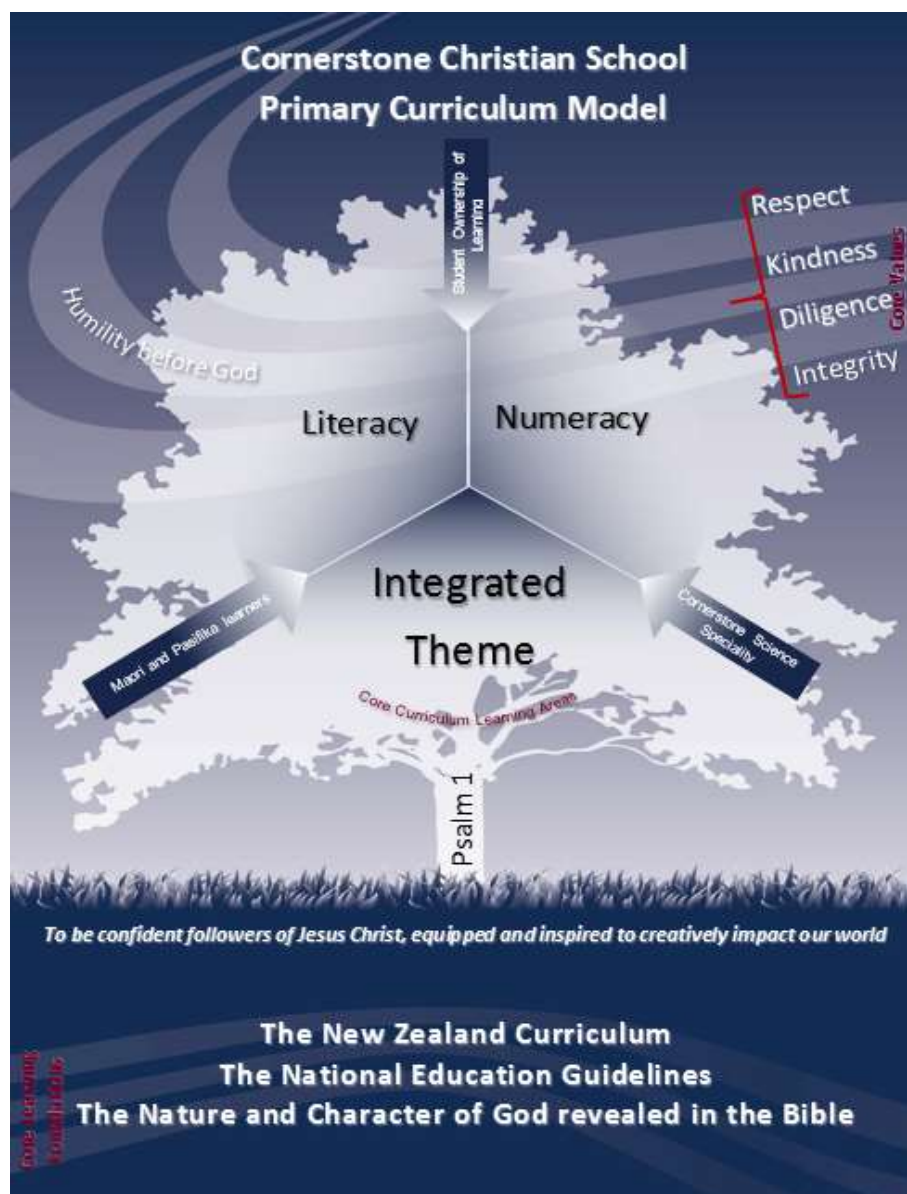 Cornerstone Christian School
Primary Curriculum Model
Student Ownership of
Learning
Respect
Kindness
Diligence
Integrity
Core Values
Humility before God
Literacy
Numeracy
Integrated
Theme
Maori and Pasifika learners
Cornerstone Science
Speciality
Core Curriculum Learning Areas
Psalm 1
To be confident followers of Jesus Christ, equipped and inspired to creatively impact our world
The New Zealand Curriculum
The National Education Guidelines
The Nature and Character of God revealed in the Bible
Core Learning